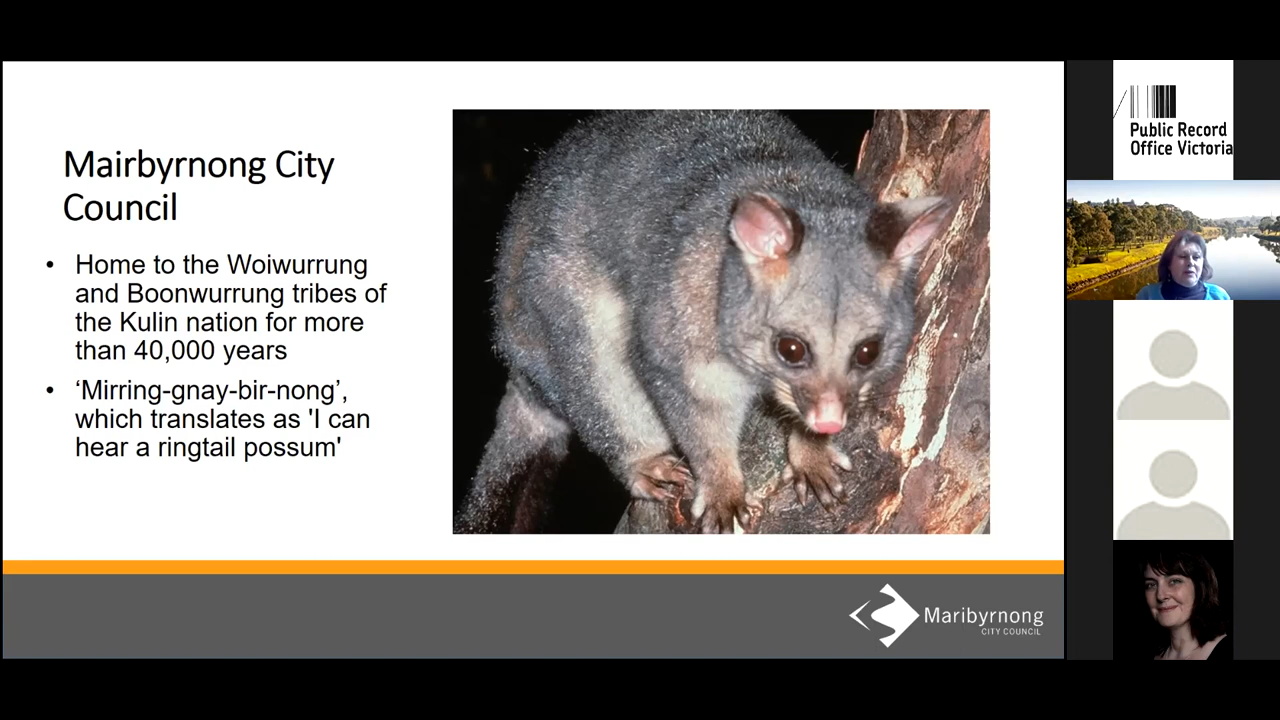 Mairbyrnong City
Council
• Home to the Woiwurrung
and Boonwurrung tribes of
the Kulin nation for more
than 40,000 years
• ‘Mirring-gnay-bir-nong’,
which translates as 'I can
hear a ringtail possum'
Maribyrnong
CITY COUNCIL
Public Record
Office Victoria